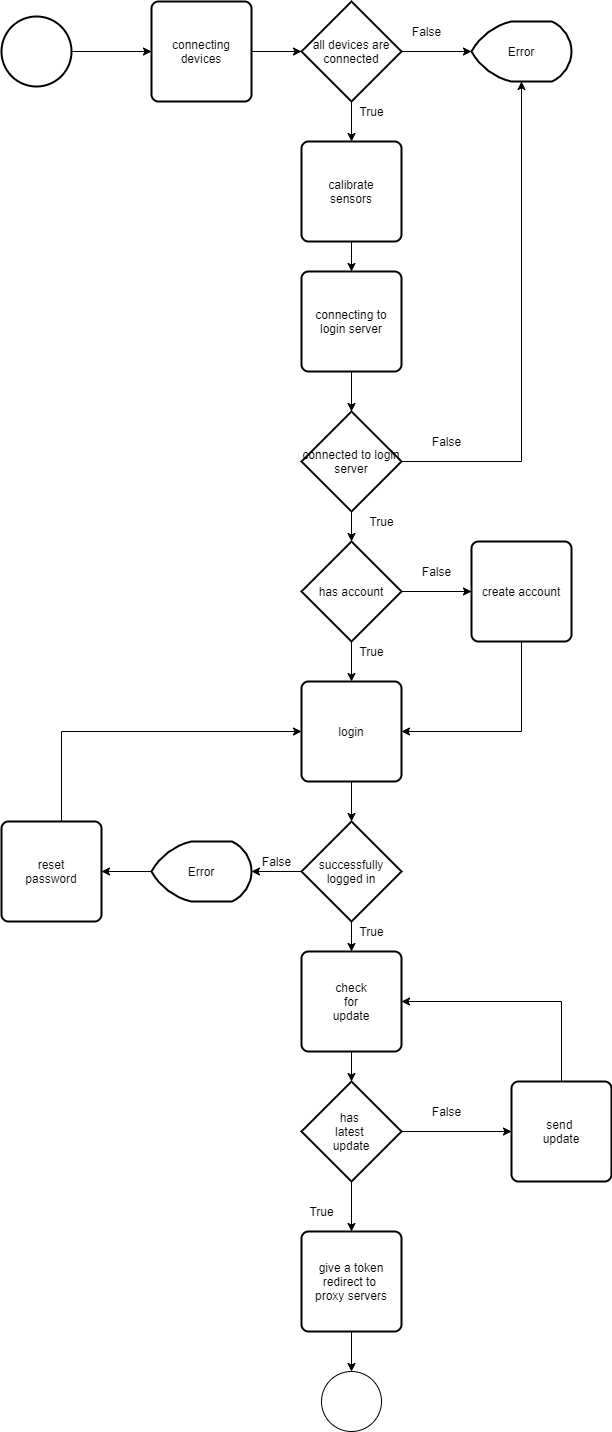 connecting
devices
all devices are
connected
False
Error
True
calibrate
sensors
connecting to
login server
connected to login
server
False
True
has account
False
create account
True
login
successfully
logged in
False
Error
reset
password
True
check
for
update
has
latest
update
False
send
update
True
give a token
redirect to
proxy servers